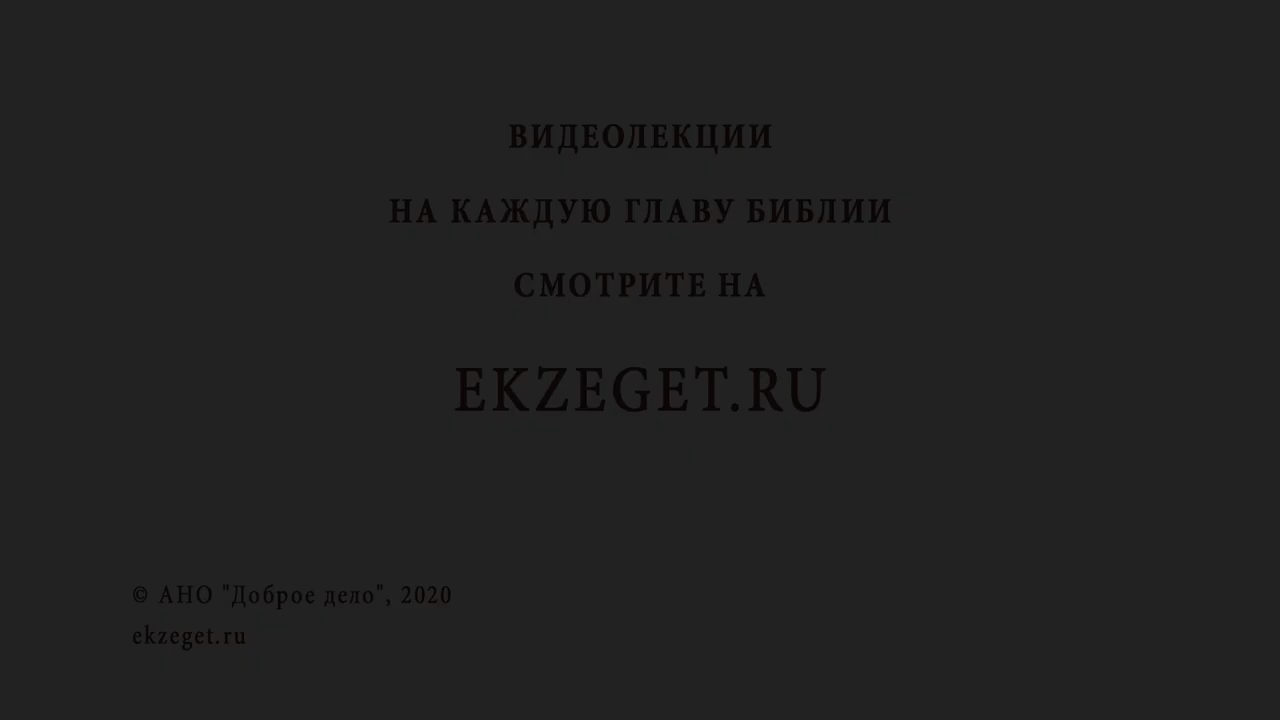 ВИДЕОЛЕКЦИИ
НА КАЖДУЮ ГЛАВУ БИБЛИИ
СМОТРИТЕ НА
EKZEGET.RU
© АНО "Доброе дело", 2020
ekzeget.ru